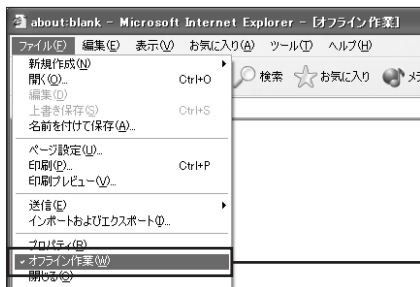 about:blank - Microsoft Internet Explorer - [オフライン作業]
ファイル(F) 編集(E) 表示(V) お気に入り(A) ツール(T) ヘルプ(H)
新規作成(N)
開く(O)... Ctrl+O
検索 お気に入り メ
編集(D)
上書き保存(S) Ctrl+S
名前を付けて保存(A)...
ページ設定(U)...
印刷(P)... Ctrl+P
印刷プレビュー(V)...
送信(E)
インポートおよびエクスポート(I)...
プロパティ(R)
オフライン作業(W)
閉じる(C)